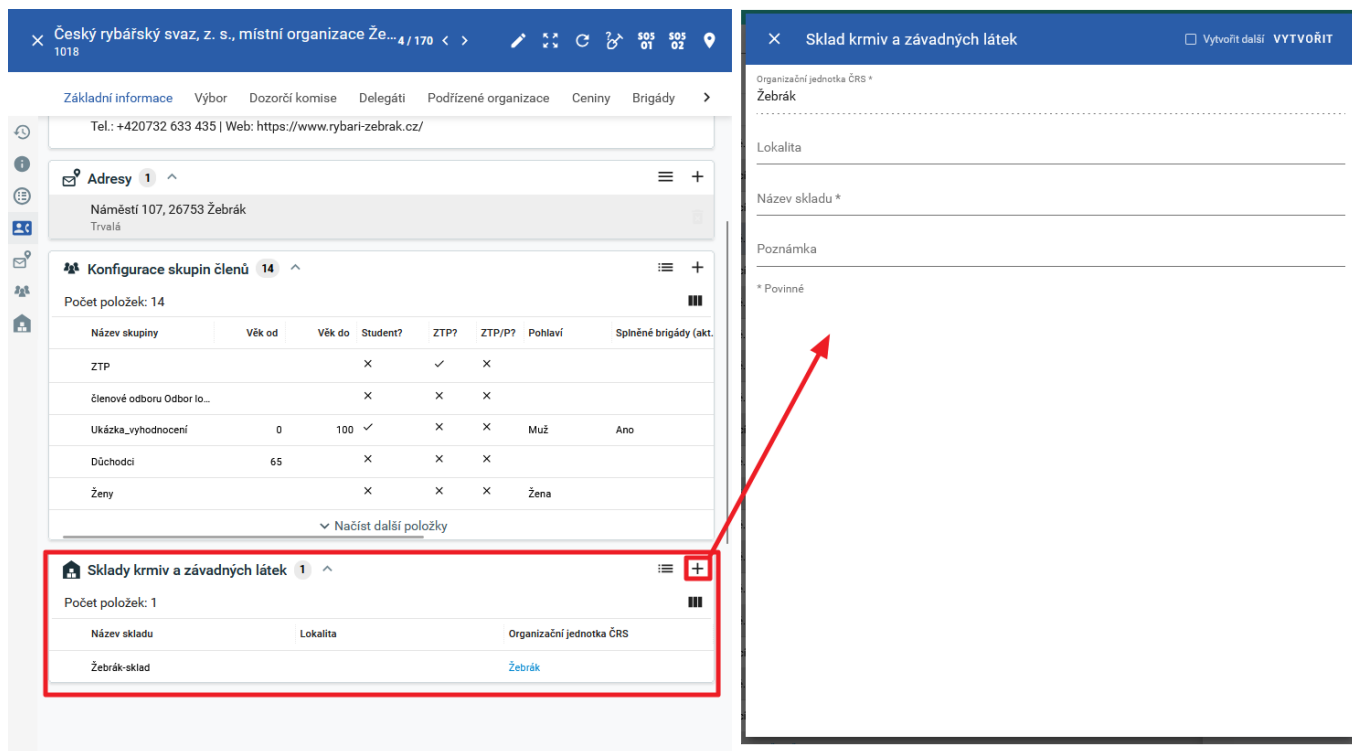 Český rybářský svaz, z. s., místní organizace Že… 4 / 170
1018
SOS 01 SOS 02
Základní informace Výbor Dozorčí komise Delegáti Podřízené organizace Ceniny Brigády
Tel.: +420732 633 435 | Web: https://www.rybari-zebrak.cz/
Adresy 1
Náměstí 107, 26753 Žebrák
Trvalá
Konfigurace skupin členů 14
Počet položek: 14
Název skupiny Věk od Věk do Student? ZTP? ZTP/P? Pohlaví Splněné brigády (akt.
ZTP
členové odboru Odbor lo…
Ukázka_vyhodnocení 0 100 Muž Ano
Důchodci 65
Ženy Žena
Načíst další položky
Sklady krmiv a závadných látek 1
Počet položek: 1
Název skladu Lokalita Organizační jednotka ČRS
Žebrák-sklad Žebrák
Sklad krmiv a závadných látek Vytvořit další VYTVOŘIT
Organizační jednotka ČRS *
Žebrák
Lokalita
Název skladu *
Poznámka
* Povinné